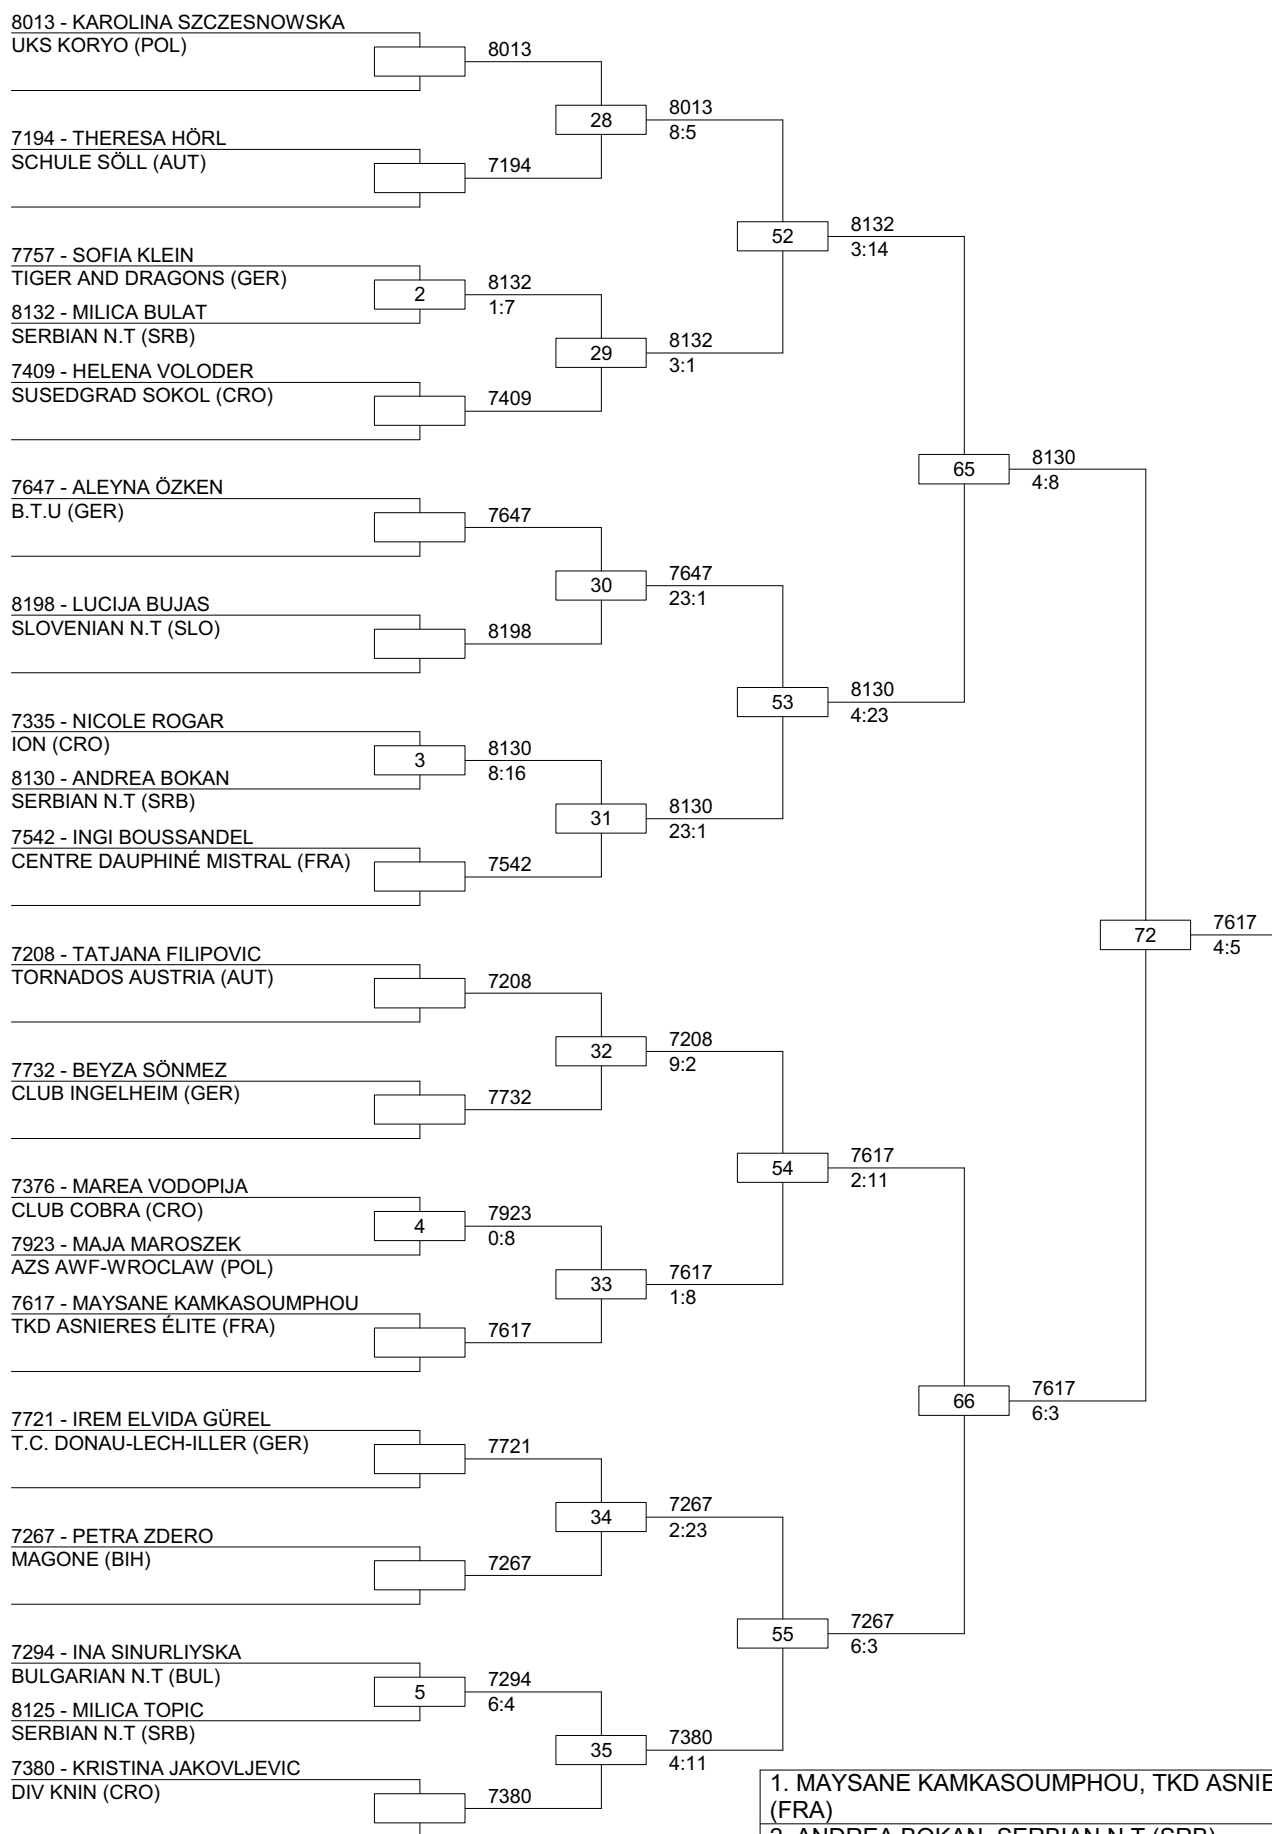 8013 - KAROLINA SZCZESNOWSKA
UKS KORYO (POL)
8013
28
8013
8:5
7194 - THERESA HÖRL
SCHULE SÖLL (AUT)
7194
52
8132
3:14
7757 - SOFIA KLEIN
TIGER AND DRAGONS (GER)
2
8132
1:7
8132 - MILICA BULAT
SERBIAN N.T (SRB)
29
8132
3:1
7409 - HELENA VOLODER
SUSEDGRAD SOKOL (CRO)
7409
65
8130
4:8
7647 - ALEYNA ÖZKEN
B.T.U (GER)
7647
30
7647
23:1
8198 - LUCIJA BUJAS
SLOVENIAN N.T (SLO)
8198
53
8130
4:23
7335 - NICOLE ROGAR
ION (CRO)
3
8130
8:16
8130 - ANDREA BOKAN
SERBIAN N.T (SRB)
31
8130
23:1
7542 - INGI BOUSSANDEL
CENTRE DAUPHINÉ MISTRAL (FRA)
7542
72
7617
4:5
7208 - TATJANA FILIPOVIC
TORNADOS AUSTRIA (AUT)
7208
32
7208
9:2
7732 - BEYZA SÖNMEZ
CLUB INGELHEIM (GER)
7732
54
7617
2:11
7376 - MAREA VODOPIJA
CLUB COBRA (CRO)
4
7923
0:8
7923 - MAJA MAROSZEK
AZS AWF-WROCLAW (POL)
33
7617
1:8
7617 - MAYSANE KAMKASOUMPHOU
TKD ASNIERES ÉLITE (FRA)
7617
66
7617
6:3
7721 - IREM ELVIDA GÜREL
T.C. DONAU-LECH-ILLER (GER)
7721
34
7267
2:23
7267 - PETRA ZDERO
MAGONE (BIH)
7267
55
7267
6:3
7294 - INA SINURLIYSKA
BULGARIAN N.T (BUL)
5
7294
6:4
8125 - MILICA TOPIC
SERBIAN N.T (SRB)
35
7380
4:11
7380 - KRISTINA JAKOVLJEVIC
DIV KNIN (CRO)
7380
1. MAYSANE KAMKASOUMPHOU, TKD ASNIE
(FRA)
2. ANDREA BOKAN, SERBIAN N.T (SRB)